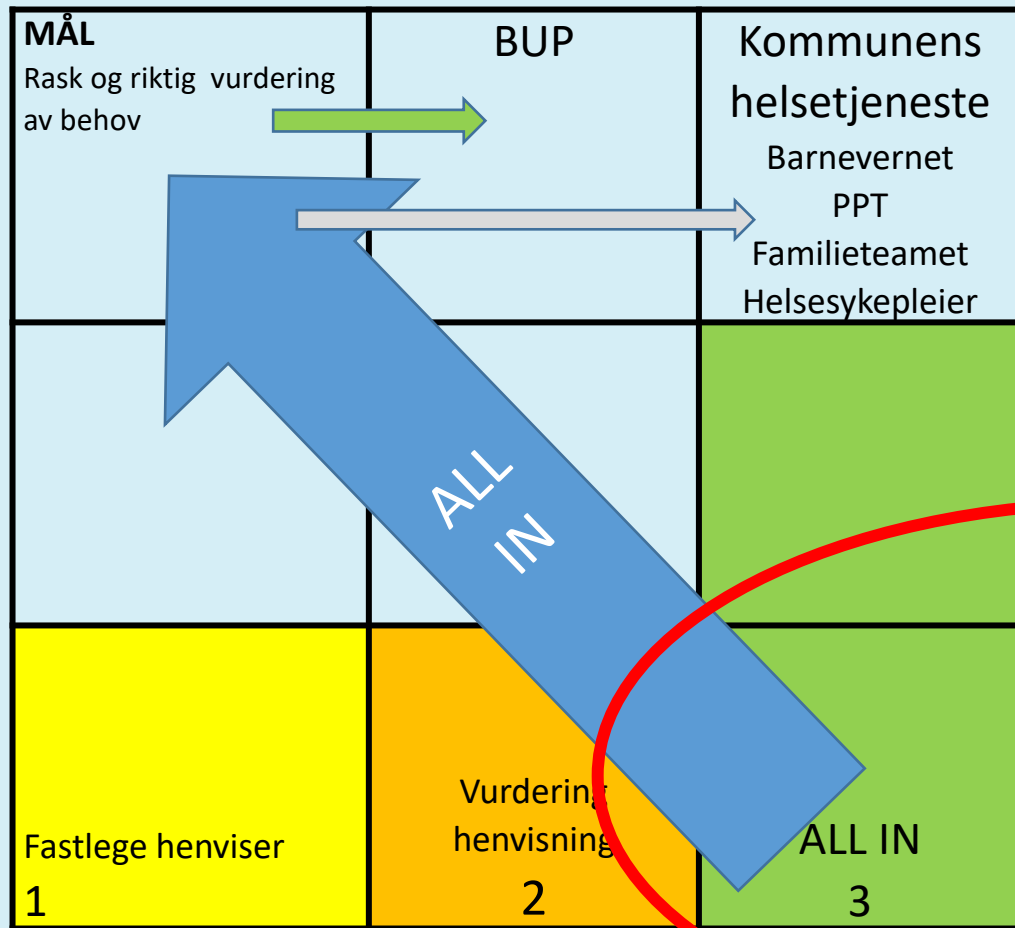 MÅL
Rask og riktig vurdering
av behov
BUP
Kommunens
helsetjeneste
Barnevernet
PPT
Familieteamet
Helsesykepleier
ALL
IN
Fastlege henviser
1
Vurdering
henvisning
2
ALL IN
3